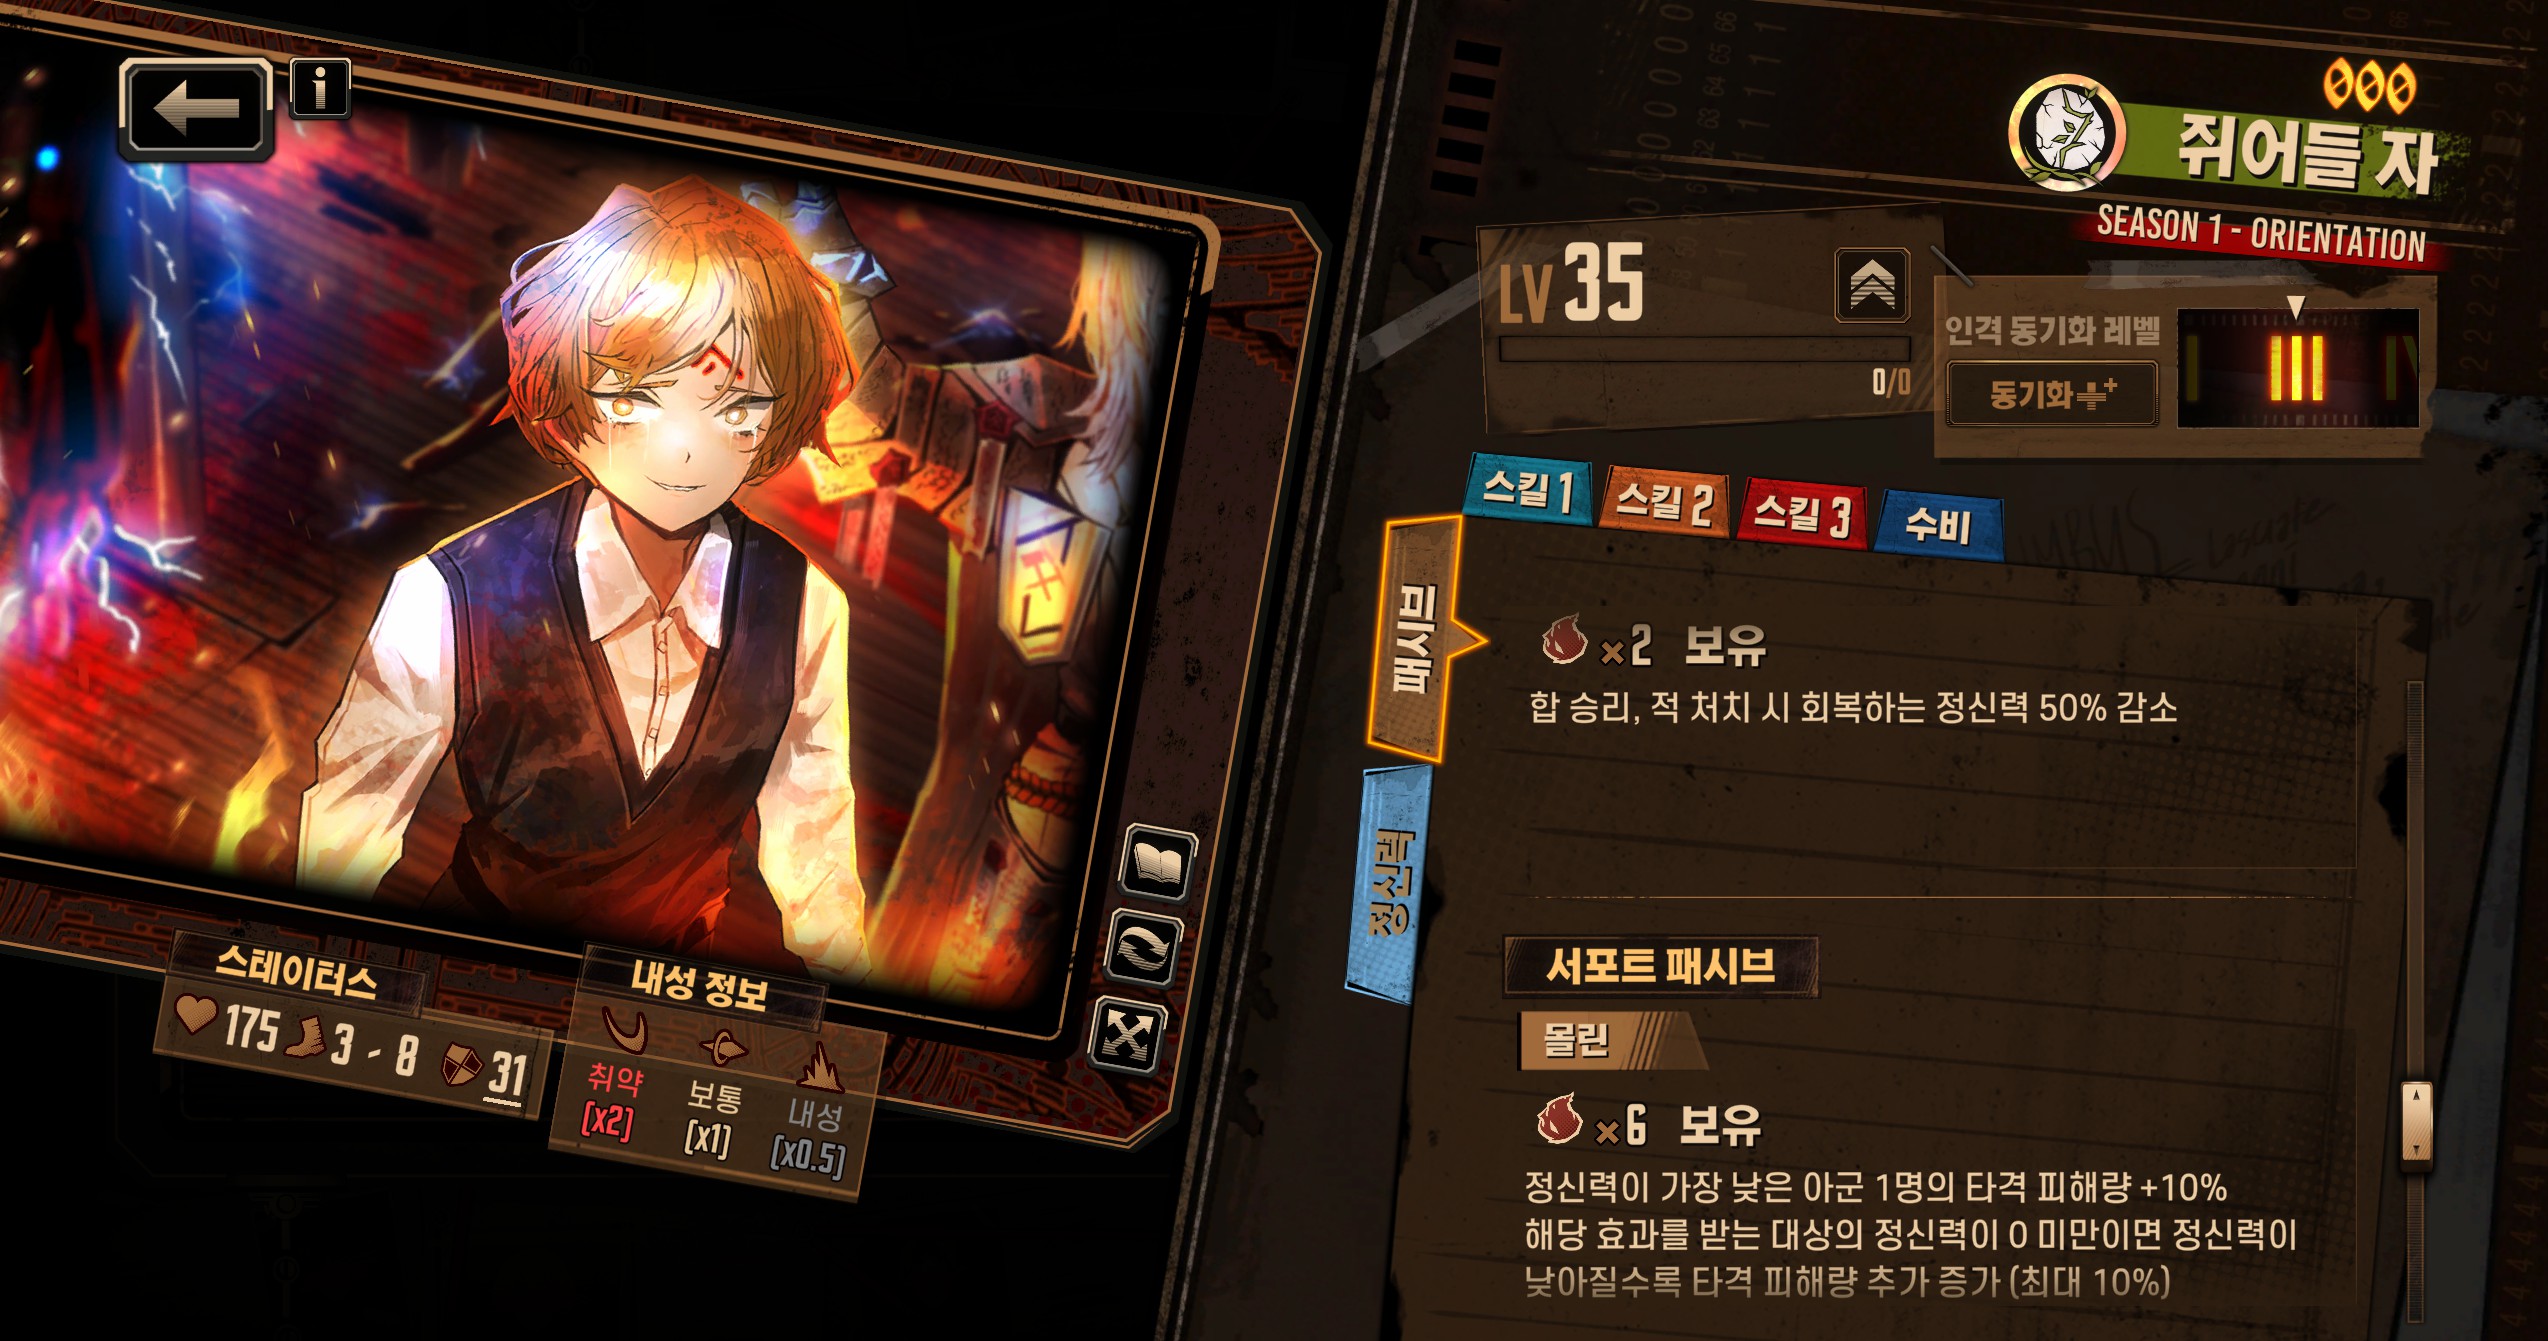 쥐어들 자
SEASON 1 - ORIENTATION
LV 35
0/0
인격 동기화 레벨
동기화
스킬 1
스킬 2
스킬 3
수비
패시브
정신력
×2 보유
합 승리, 적 처치 시 회복하는 정신력 50% 감소
서포트 패시브
몰린
×6 보유
정신력이 가장 낮은 아군 1명의 타격 피해량 +10%
해당 효과를 받는 대상의 정신력이 0 미만이면 정신력이
낮아질수록 타격 피해량 추가 증가 (최대 10%)
스테이터스
175 3 - 8 31
내성 정보
취약 보통 내성
[x2] [x1] [x0.5]